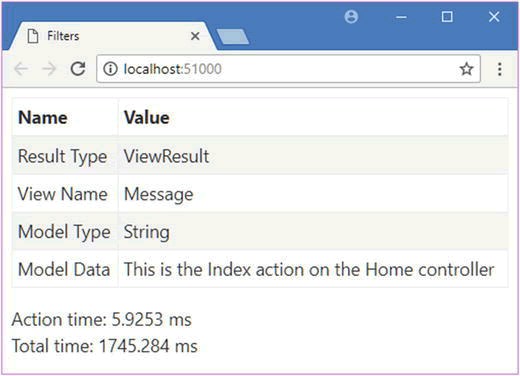 Filters
localhost:51000
Name Value
Result Type ViewResult
View Name Message
Model Type String
Model Data This is the Index action on the Home controller
Action time: 5.9253 ms
Total time: 1745.284 ms